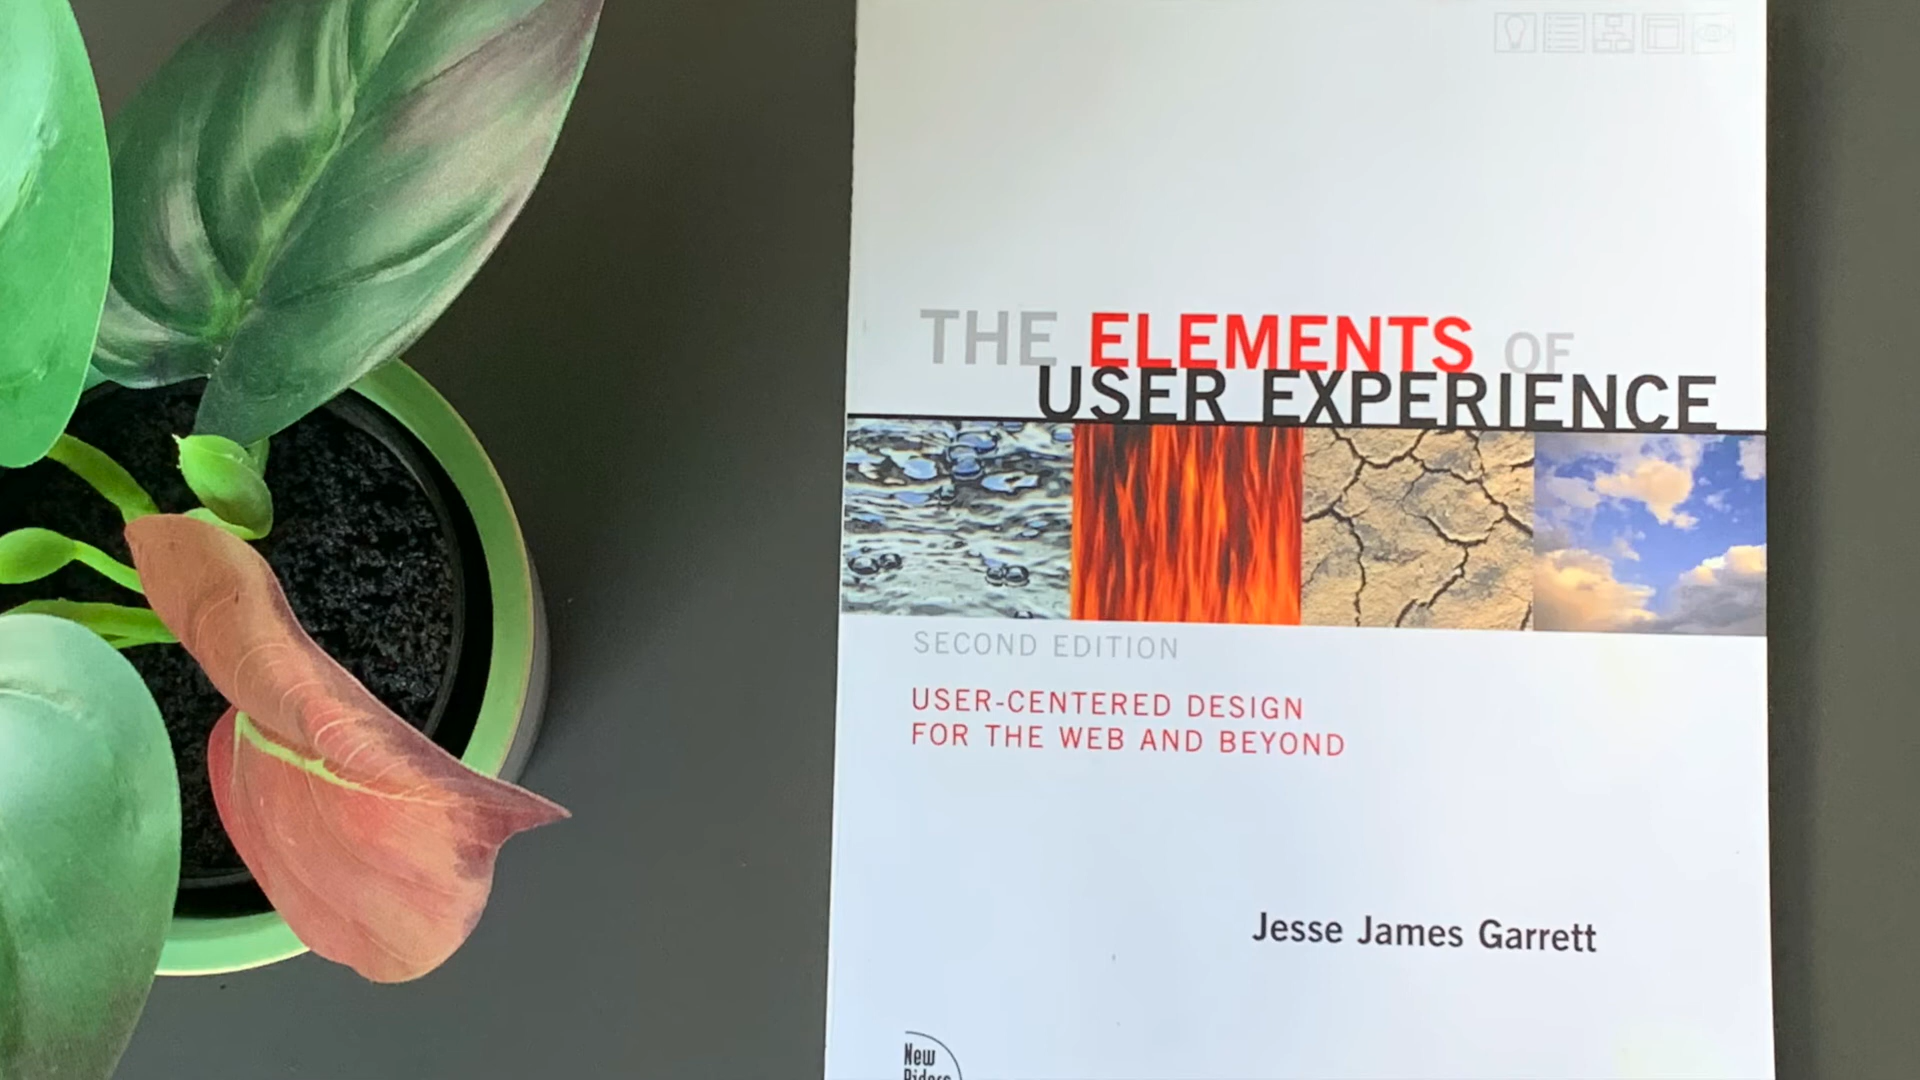 THE ELEMENTS OF
USER EXPERIENCE
SECOND EDITION
USER-CENTERED DESIGN
FOR THE WEB AND BEYOND
Jesse James Garrett
New
Riders